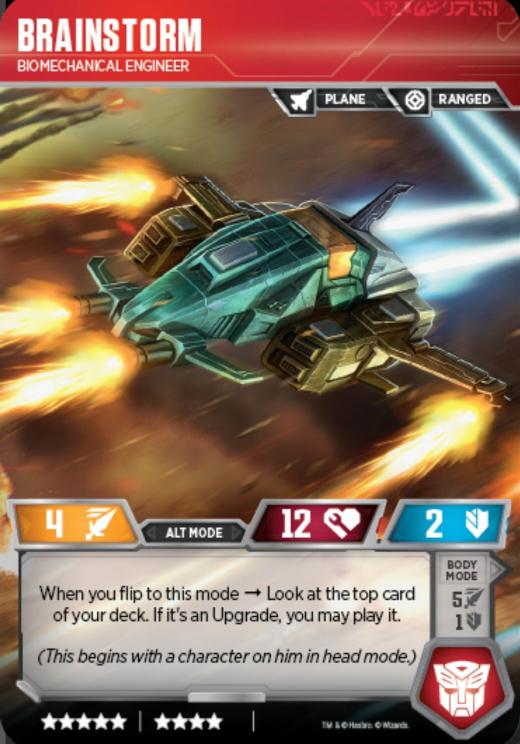 BRAINSTORM
BIOMECHANICAL ENGINEER
PLANE
RANGED
4
ALT MODE
12
2
When you flip to this mode → Look at the top card
of your deck. If it's an Upgrade, you may play it.
(This begins with a character on him in head mode.)
BODY
MODE
5
1
★★★★★ | ★★★★ |
TM & © Hasbro. © Wizards.